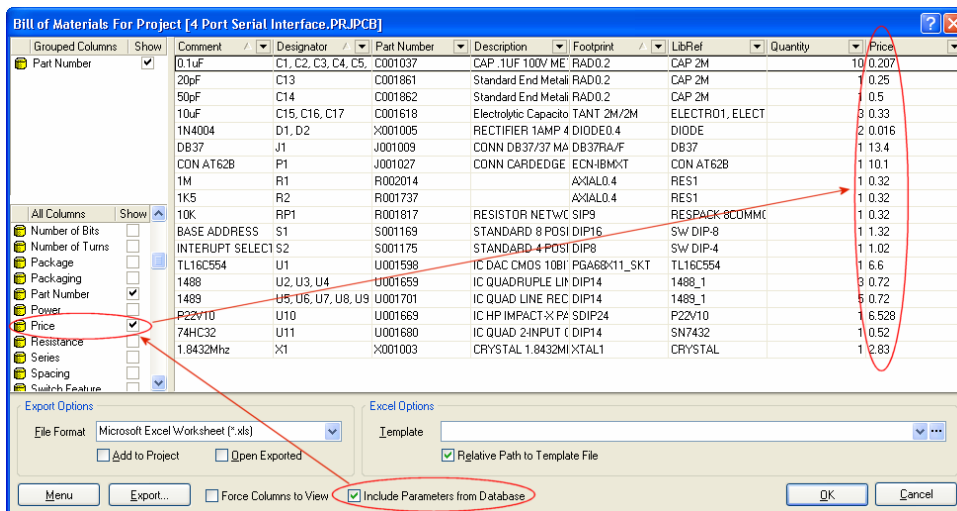 Bill of Materials For Project [4 Port Serial Interface.PRJPCB]
Grouped Columns Show
Part Number
Comment Designator Part Number Description Footprint LibRef Quantity Price
0.1uF C1, C2, C3, C4, C5, C001037 CAP .1UF 100V ME RAD0.2 CAP 2M 10 0.207
20pF C13 C001861 Standard End Metali RAD0.2 CAP 2M 1 0.25
50pF C14 C001862 Standard End Metali RAD0.2 CAP 2M 1 0.5
10uF C15, C16, C17 C001618 Electrolytic Capacito TANT 2M/2M ELECTRO1, ELECT 3 0.33
1N4004 D1, D2 X001005 RECTIFIER 1AMP 4 DIODE0.4 DIODE 2 0.016
DB37 J1 J001009 CONN DB37/37 MA DB37RA/F DB37 1 13.4
CON AT62B P1 J001027 CONN CARDEDGE ECN-IBMXT CON AT62B 1 10.1
1M R1 R002014 AXIAL0.4 RES1 1 0.32
1K5 R2 R001737 AXIAL0.4 RES1 1 0.32
10K RP1 R001817 RESISTOR NETWC SIP9 RESPACK 8COMMC 1 0.32
BASE ADDRESS S1 S001169 STANDARD 8 POSI DIP16 SW DIP-8 1 1.32
INTERUPT SELECT S2 S001175 STANDARD 4 POSI DIP8 SW DIP-4 1 1.02
TL16C554 U1 U001598 IC DAC CMOS 10BI PGA68X11_SKT TL16C554 1 6.6
1488 U2, U3, U4 U001659 IC QUADRUPLE LIN DIP14 1488_1 3 0.72
1489 U5, U6, U7, U8, U9 U001701 IC QUAD LINE REC DIP14 1489_1 5 0.72
P22V10 U10 U001669 IC HP IMPACT-X PA SDIP24 P22V10 1 6.528
74HC32 U11 U001680 IC QUAD 2-INPUT ( DIP14 SN7432 1 0.52
1.8432Mhz X1 X001003 CRYSTAL 1.8432MI XTAL1 CRYSTAL 1 2.83
All Columns Show
Number of Bits
Number of Turns
Package
Packaging
Part Number
Power
Price
Resistance
Series
Spacing
Switch Feature
Export Options
File Format Microsoft Excel Worksheet (*.xls)
Add to Project Open Exported
Excel Options
Template
Relative Path to Template File
Menu Export... Force Columns to View Include Parameters from Database OK Cancel